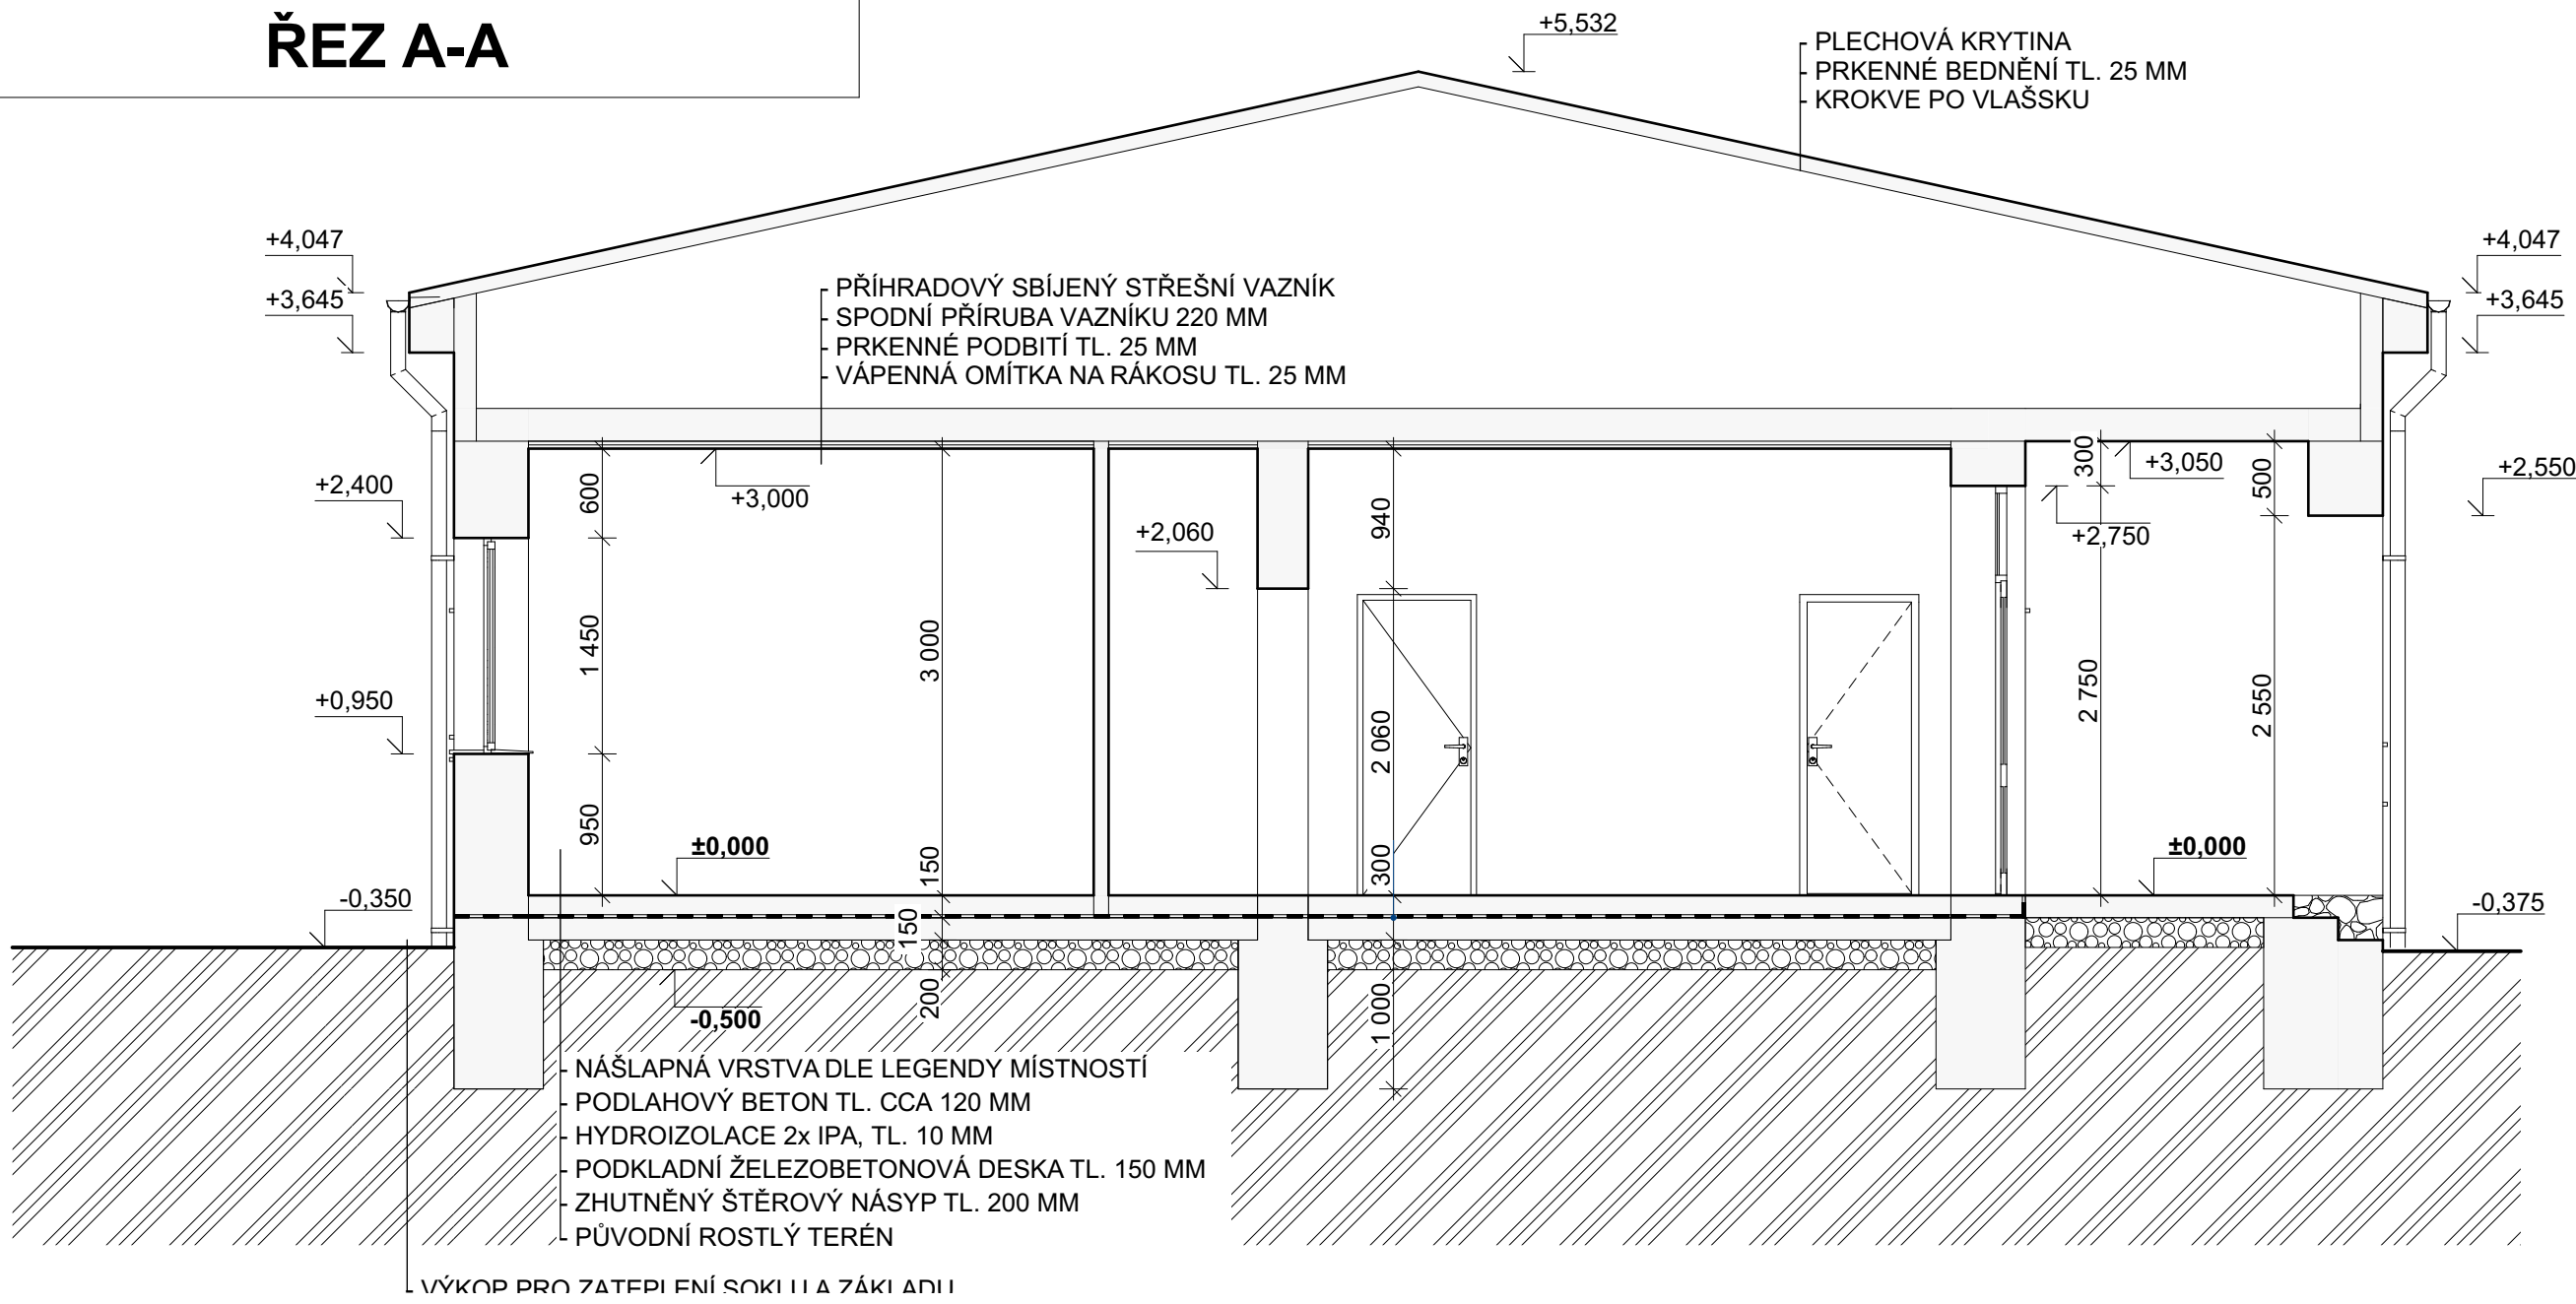 ŘEZ A-A
+5,532
PLECHOVÁ KRYTINA
PRKENNÉ BEDNĚNÍ TL. 25 MM
KROKVE PO VLAŠSKU
+4,047
+3,645
+4,047
+3,645
PŘÍHRADOVÝ SBÍJENÝ STŘEŠNÍ VAZNÍK
SPODNÍ PŘÍRUBA VAZNÍKU 220 MM
PRKENNÉ PODBITÍ TL. 25 MM
VÁPENNÁ OMÍTKA NA RÁKOSU TL. 25 MM
+2,400
600
+3,000
+2,060
940
300
+3,050
500
+2,550
+2,750
1 450
3 000
2 060
2 750
2 550
+0,950
950
±0,000
150
300
±0,000
-0,350
-0,375
150
200
1 000
-0,500
NÁŠLAPNÁ VRSTVA DLE LEGENDY MÍSTNOSTÍ
PODLAHOVÝ BETON TL. CCA 120 MM
HYDROIZOLACE 2x IPA, TL. 10 MM
PODKLADNÍ ŽELEZOBETONOVÁ DESKA TL. 150 MM
ZHUTNĚNÝ ŠTĚROVÝ NÁSYP TL. 200 MM
PŮVODNÍ ROSTLÝ TERÉN
VÝKOP PRO ZATEPLENÍ SOKLU A ZÁKLADU